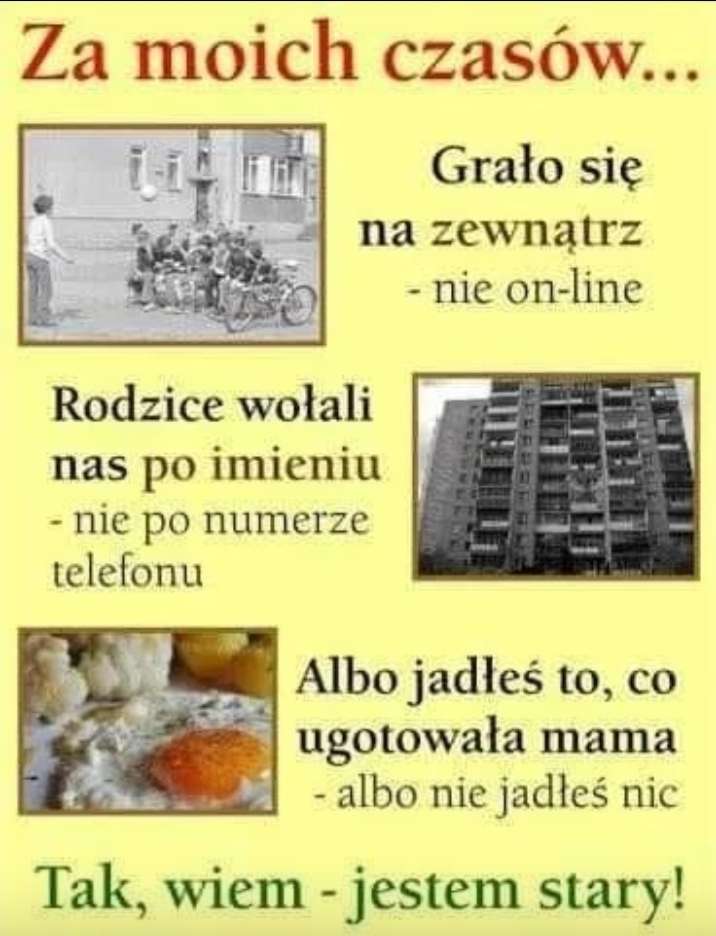 Za moich czasów...
Grało się
na zewnątrz
- nie on-line
Rodzice wołali
nas po imieniu
- nie po numerze
telefonu
Albo jadłeś to, co
ugotowała mama
- albo nie jadłeś nic
Tak, wiem - jestem stary!